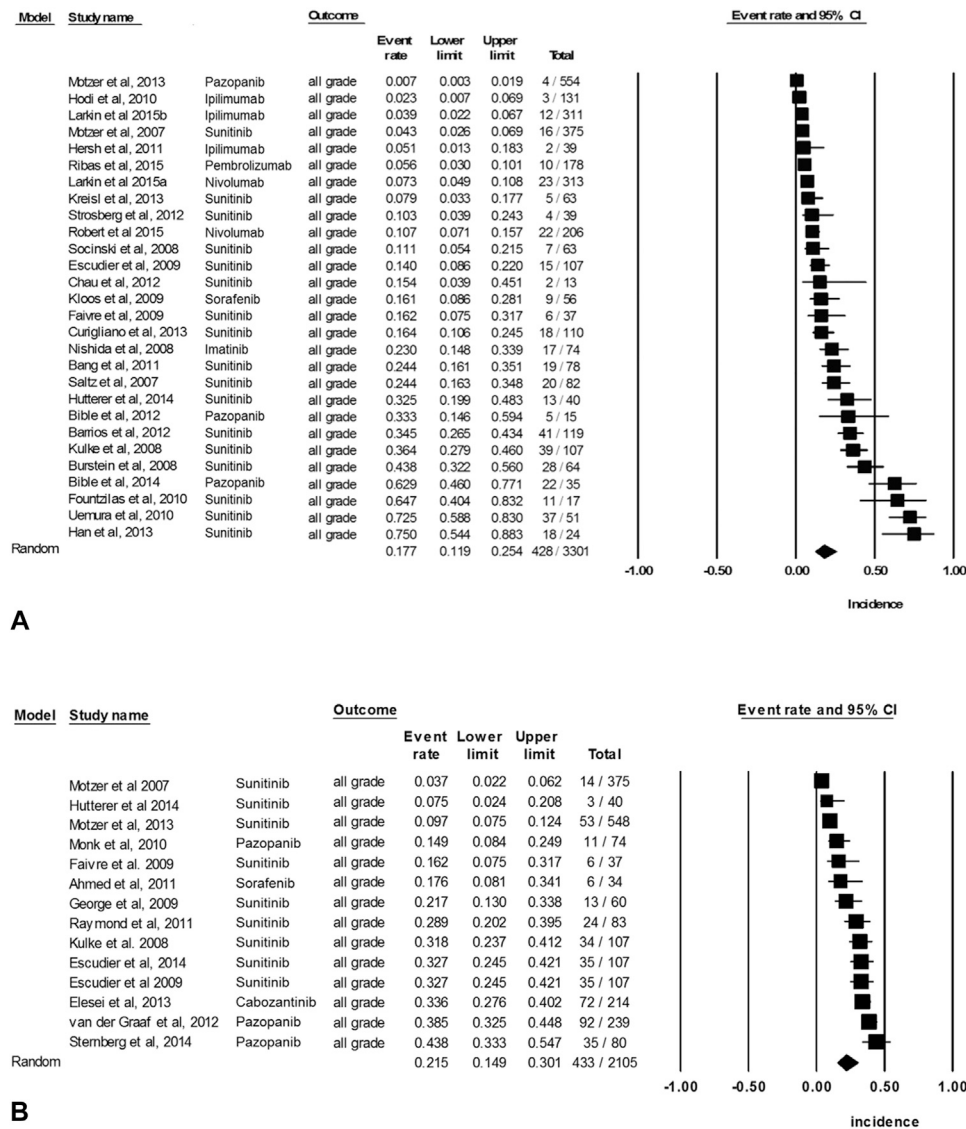 Model Study name Outcome Event rate and 95% CI
Event rate Lower limit Upper limit Total
Motzer et al, 2013 Pazopanib all grade 0.007 0.003 0.019 4 / 554
Hodi et al, 2010 Ipilimumab all grade 0.023 0.007 0.069 3 / 131
Larkin et al 2015b Ipilimumab all grade 0.039 0.022 0.067 12 / 311
Motzer et al, 2007 Sunitinib all grade 0.043 0.026 0.069 16 / 375
Hersh et al, 2011 Ipilimumab all grade 0.051 0.013 0.183 2 / 39
Ribas et al, 2015 Pembrolizumab all grade 0.056 0.030 0.101 10 / 178
Larkin et al 2015a Nivolumab all grade 0.073 0.049 0.108 23 / 313
Kreisl et al, 2013 Sunitinib all grade 0.079 0.033 0.177 5 / 63
Strosberg et al, 2012 Sunitinib all grade 0.103 0.039 0.243 4 / 39
Robert et al 2015 Nivolumab all grade 0.107 0.071 0.157 22 / 206
Socinski et al, 2008 Sunitinib all grade 0.111 0.054 0.215 7 / 63
Escudier et al, 2009 Sunitinib all grade 0.140 0.086 0.220 15 / 107
Chau et al, 2012 Sunitinib all grade 0.154 0.039 0.451 2 / 13
Kloos et al, 2009 Sorafenib all grade 0.161 0.086 0.281 9 / 56
Faivre et al, 2009 Sunitinib all grade 0.162 0.075 0.317 6 / 37
Curigliano et al, 2013 Sunitinib all grade 0.164 0.106 0.245 18 / 110
Nishida et al, 2008 Imatinib all grade 0.230 0.148 0.339 17 / 74
Bang et al, 2011 Sunitinib all grade 0.244 0.161 0.351 19 / 78
Saltz et al, 2007 Sunitinib all grade 0.244 0.163 0.348 20 / 82
Hutterer et al, 2014 Sunitinib all grade 0.325 0.199 0.483 13 / 40
Bible et al, 2012 Pazopanib all grade 0.333 0.146 0.594 5 / 15
Barrios et al, 2012 Sunitinib all grade 0.345 0.265 0.434 41 / 119
Kulke et al, 2008 Sunitinib all grade 0.364 0.279 0.460 39 / 107
Burstein et al, 2008 Sunitinib all grade 0.438 0.322 0.560 28 / 64
Bible et al, 2014 Pazopanib all grade 0.629 0.460 0.771 22 / 35
Fountzilas et al, 2010 Sunitinib all grade 0.647 0.404 0.832 11 / 17
Uemura et al, 2010 Sunitinib all grade 0.725 0.588 0.830 37 / 51
Han et al, 2013 Sunitinib all grade 0.750 0.544 0.883 18 / 24
Random 0.177 0.119 0.254 428 / 3301
-1.00 -0.50 0.00 0.50 1.00
Incidence
A
Model Study name Outcome Event rate and 95% CI
Event rate Lower limit Upper limit Total
Motzer et al 2007 Sunitinib all grade 0.037 0.022 0.062 14 / 375
Hutterer et al 2014 Sunitinib all grade 0.075 0.024 0.208 3 / 40
Motzer et al, 2013 Sunitinib all grade 0.097 0.075 0.124 53 / 548
Monk et al, 2010 Pazopanib all grade 0.149 0.084 0.249 11 / 74
Faivre et al. 2009 Sunitinib all grade 0.162 0.075 0.317 6 / 37
Ahmed et al, 2011 Sorafenib all grade 0.176 0.081 0.341 6 / 34
George et al, 2009 Sunitinib all grade 0.217 0.130 0.338 13 / 60
Raymond et al, 2011 Sunitinib all grade 0.289 0.202 0.395 24 / 83
Kulke et al. 2008 Sunitinib all grade 0.318 0.237 0.412 34 / 107
Escudier et al, 2014 Sunitinib all grade 0.327 0.245 0.421 35 / 107
Escudier et al 2009 Sunitinib all grade 0.327 0.245 0.421 35 / 107
Elesei et al, 2013 Cabozantinib all grade 0.336 0.276 0.402 72 / 214
van der Graaf et al, 2012 Pazopanib all grade 0.385 0.325 0.448 92 / 239
Sternberg et al, 2014 Pazopanib all grade 0.438 0.333 0.547 35 / 80
Random 0.215 0.149 0.301 433 / 2105
-1.00 -0.50 0.00 0.50 1.00
incidence
B